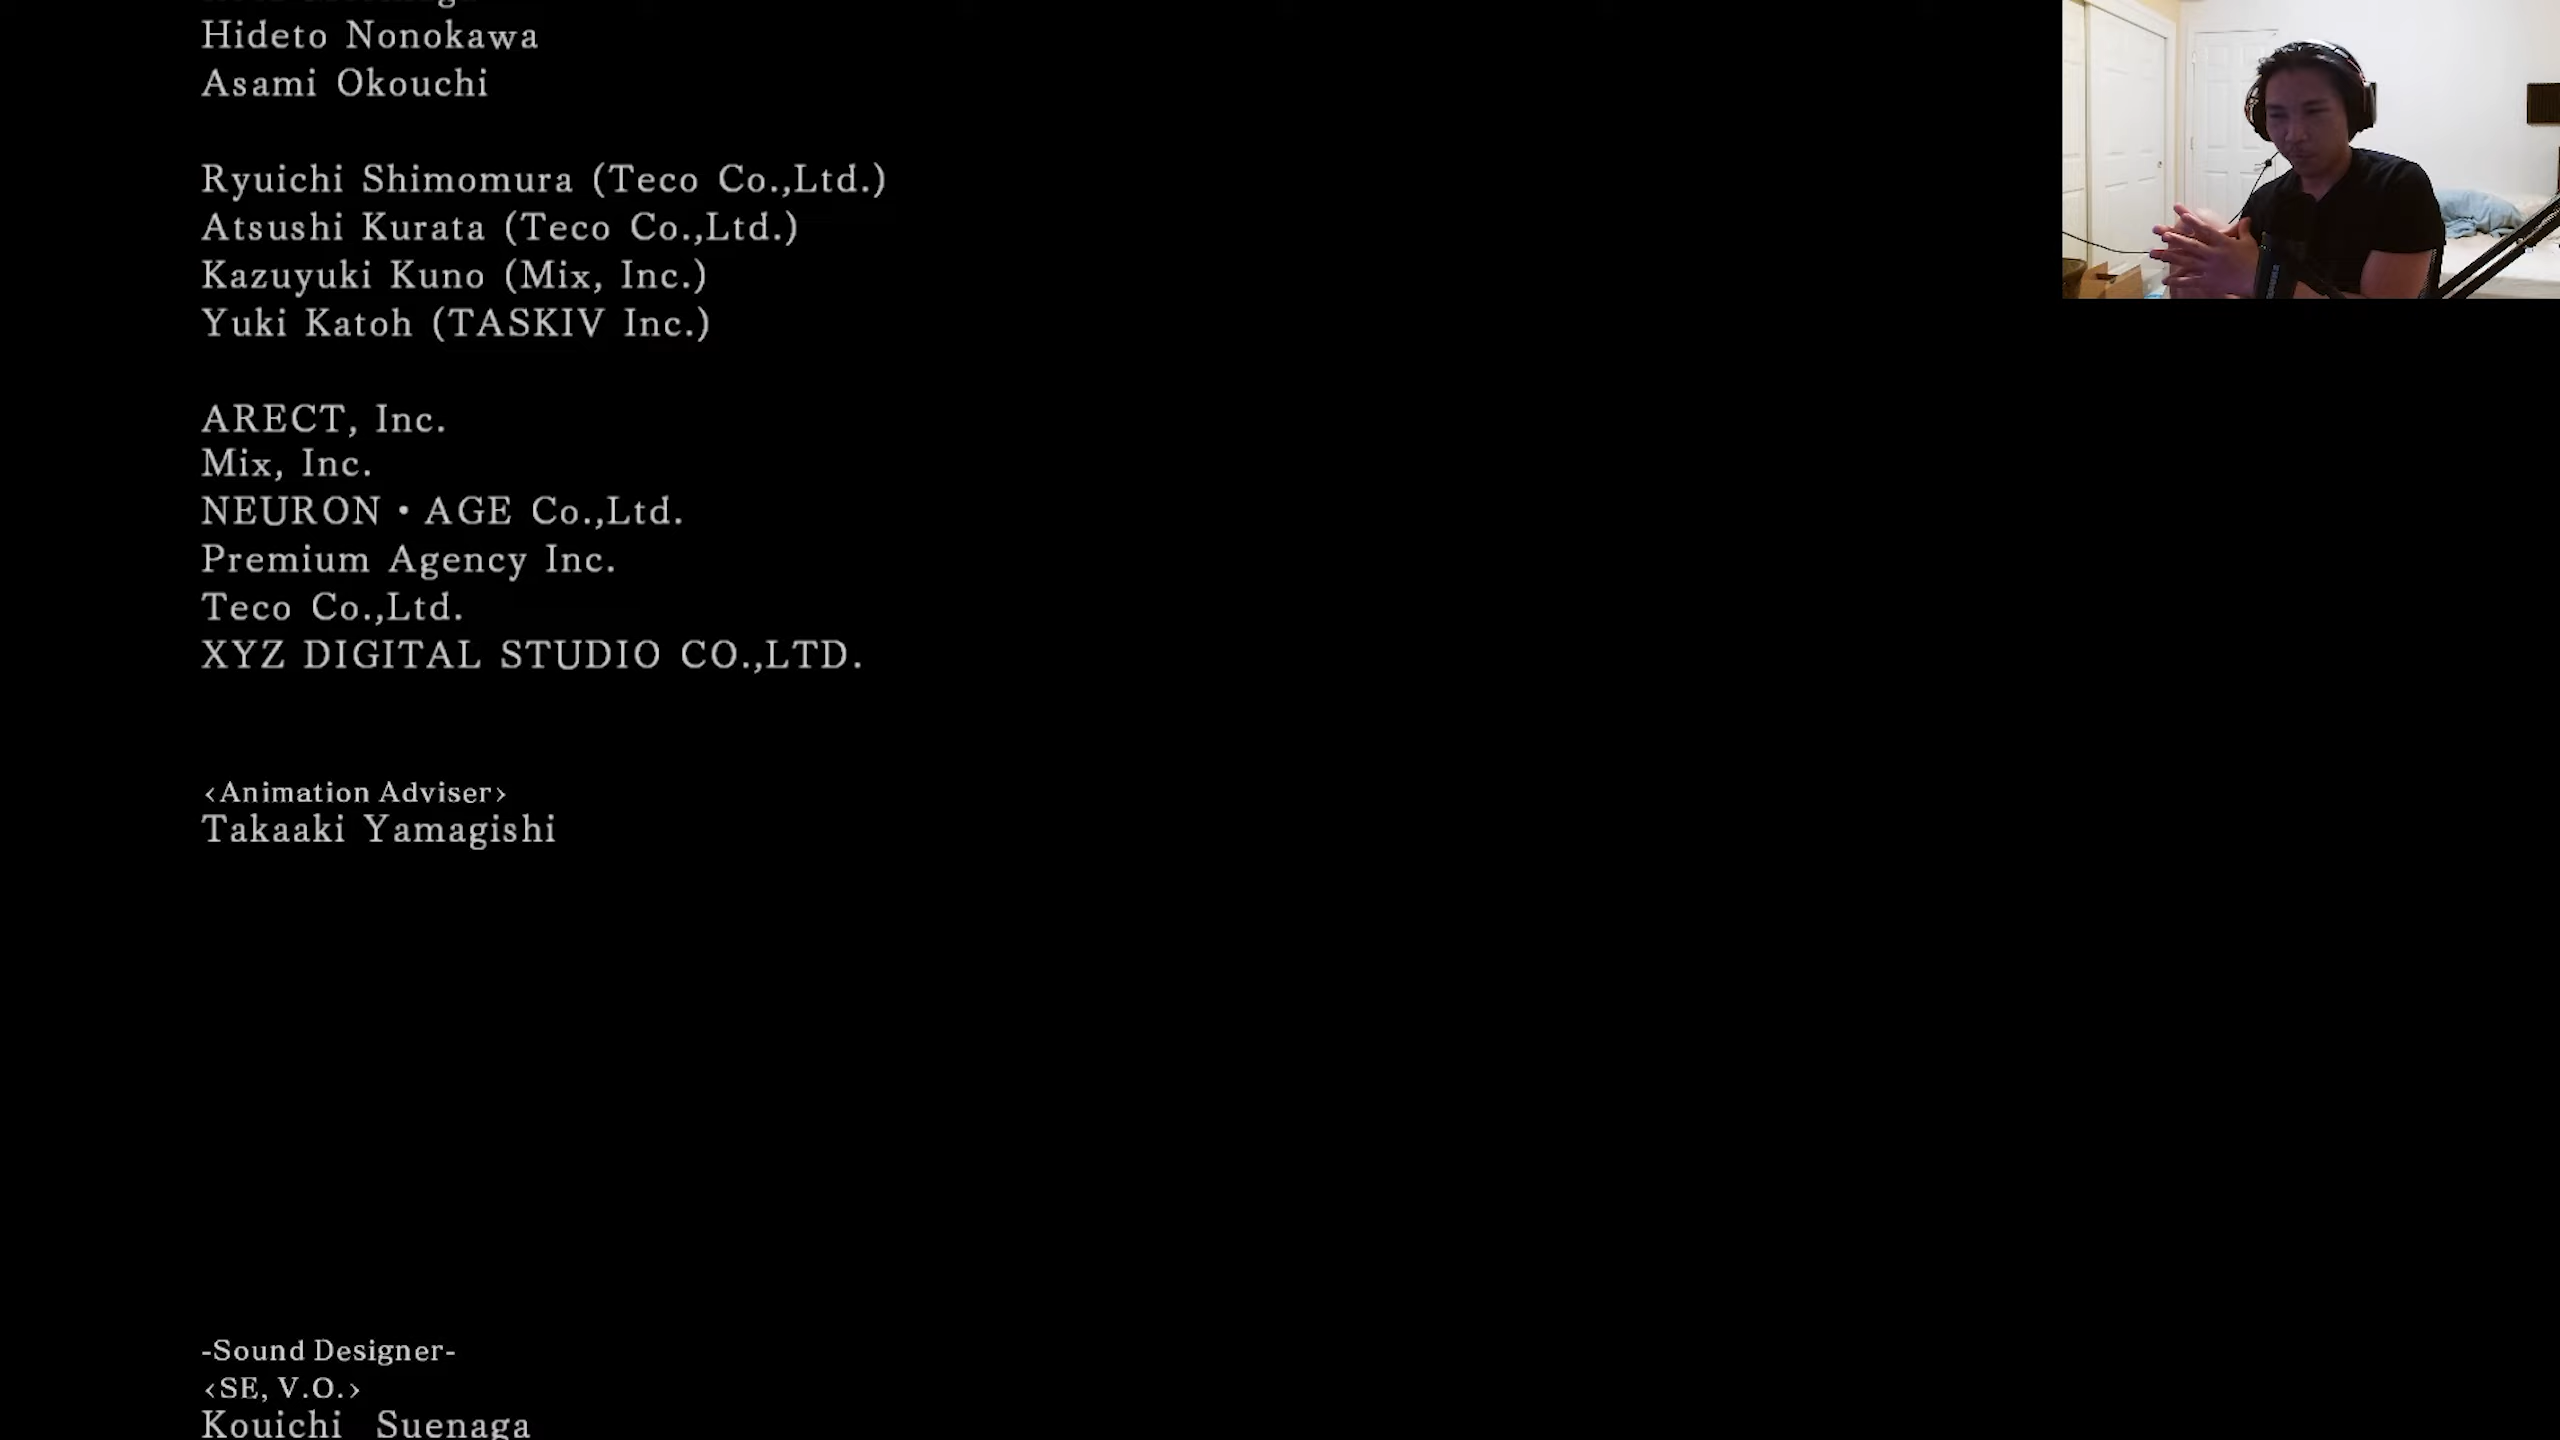 Hideto Nonokawa
Asami Okouchi
Ryuichi Shimomura (Teco Co.,Ltd.)
Atsushi Kurata (Teco Co.,Ltd.)
Kazuyuki Kuno (Mix, Inc.)
Yuki Katoh (TASKIV Inc.)
ARECT, Inc.
Mix, Inc.
NEURON・AGE Co.,Ltd.
Premium Agency Inc.
Teco Co.,Ltd.
XYZ DIGITAL STUDIO CO.,LTD.
<Animation Adviser>
Takaaki Yamagishi
-Sound Designer-
<SE, V.O.>
Kouichi Suenaga